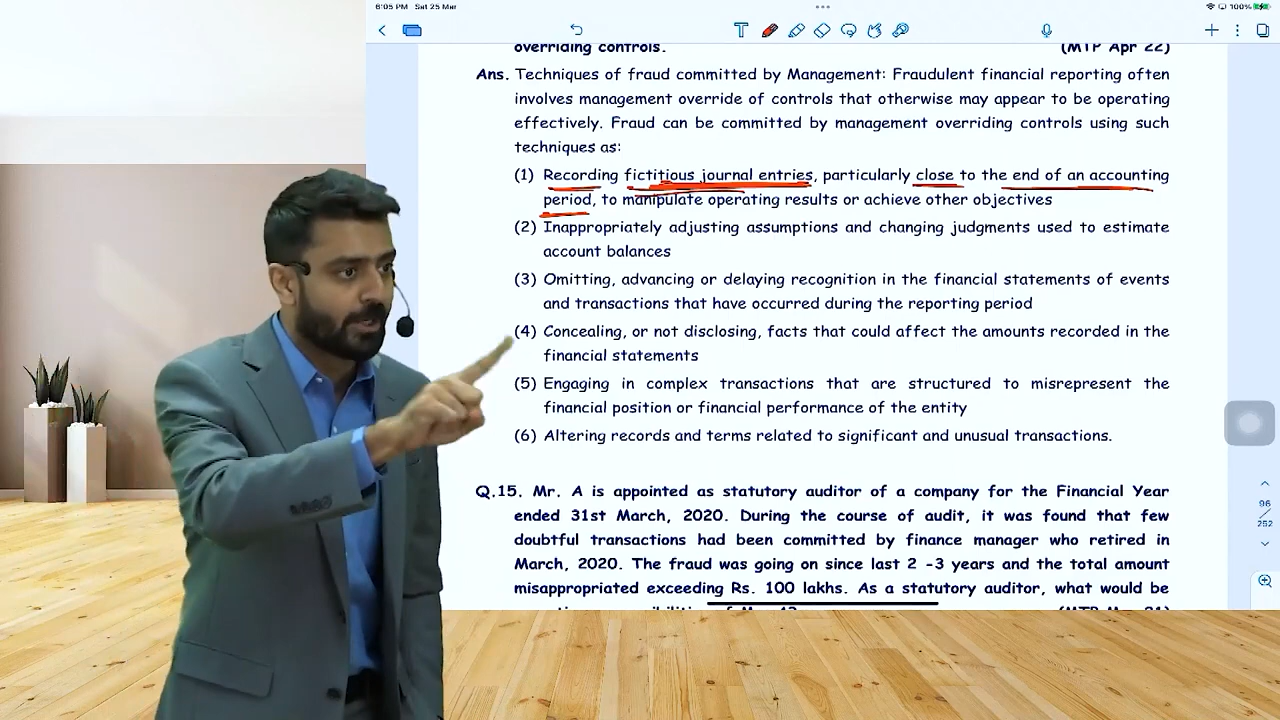 6:05 PM Sat 25 Mar
100%
T
overriding controls. (MTP Apr 22)
Ans. Techniques of fraud committed by Management: Fraudulent financial reporting often
involves management override of controls that otherwise may appear to be operating
effectively. Fraud can be committed by management overriding controls using such
techniques as:
(1) Recording fictitious journal entries, particularly close to the end of an accounting
period, to manipulate operating results or achieve other objectives
(2) Inappropriately adjusting assumptions and changing judgments used to estimate
account balances
(3) Omitting, advancing or delaying recognition in the financial statements of events
and transactions that have occurred during the reporting period
(4) Concealing, or not disclosing, facts that could affect the amounts recorded in the
financial statements
(5) Engaging in complex transactions that are structured to misrepresent the
financial position or financial performance of the entity
(6) Altering records and terms related to significant and unusual transactions.
Q.15. Mr. A is appointed as statutory auditor of a company for the Financial Year
ended 31st March, 2020. During the course of audit, it was found that few
doubtful transactions had been committed by finance manager who retired in
March, 2020. The fraud was going on since last 2 -3 years and the total amount
misappropriated exceeding Rs. 100 lakhs. As a statutory auditor, what would be
96
252